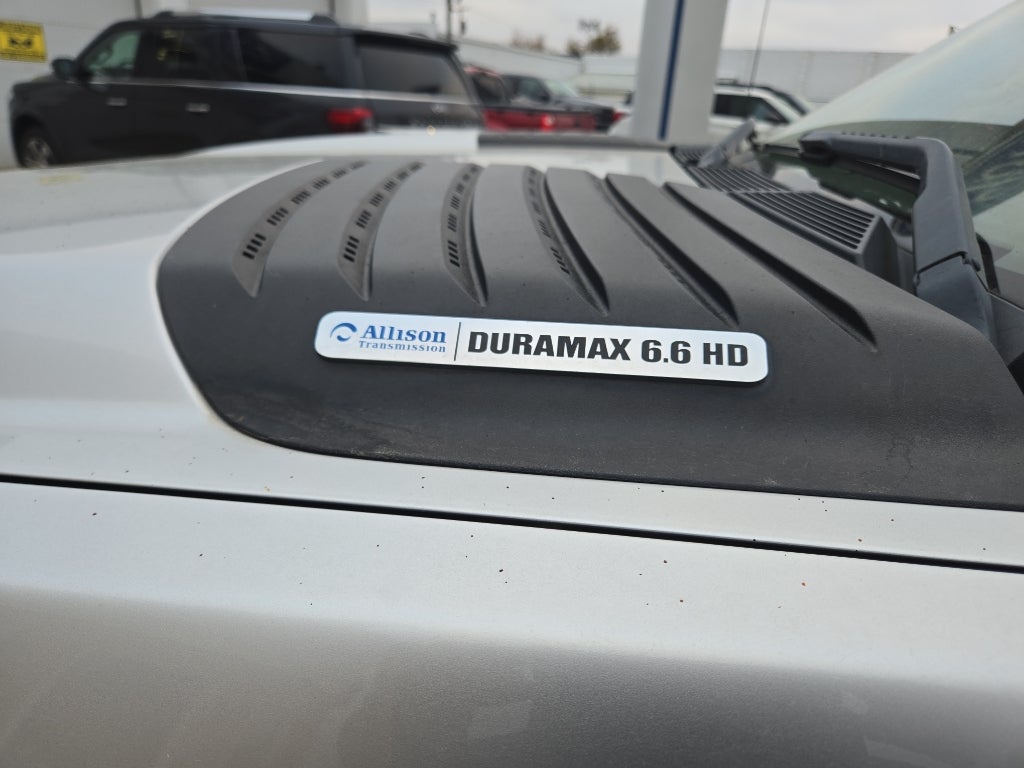 Allison
Transmission
DURAMAX 6.6 HD